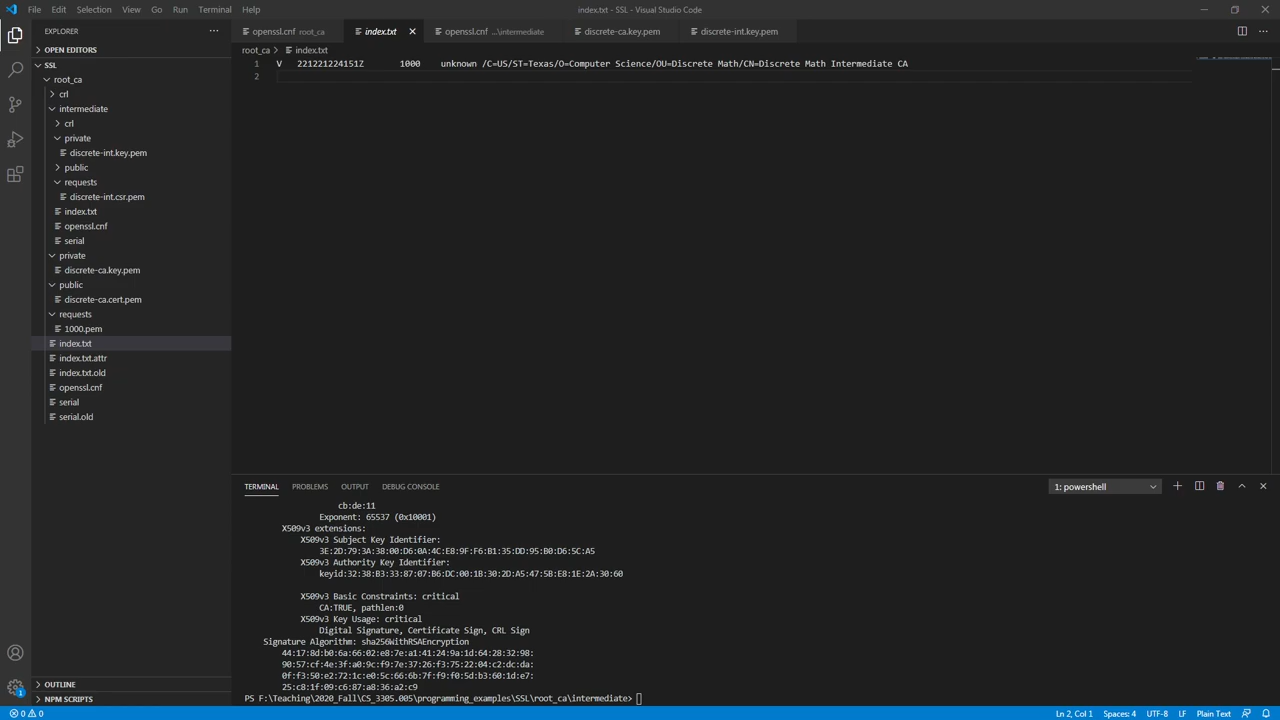 File Edit Selection View Go Run Terminal Help
index.txt - SSL - Visual Studio Code
EXPLORER
openssl.cnf root_ca
index.txt
openssl.cnf ...\intermediate
discrete-ca.key.pem
discrete-int.key.pem
OPEN EDITORS
root_ca > index.txt
SSL
1 V 221221224151Z 1000 unknown /C=US/ST=Texas/O=Computer Science/OU=Discrete Math/CN=Discrete Math Intermediate CA
2
root_ca
crl
intermediate
crl
private
discrete-int.key.pem
public
requests
discrete-int.csr.pem
index.txt
openssl.cnf
serial
private
discrete-ca.key.pem
public
discrete-ca.cert.pem
requests
1000.pem
index.txt
index.txt.attr
index.txt.old
openssl.cnf
serial
serial.old
OUTLINE
NPM SCRIPTS
TERMINAL PROBLEMS OUTPUT DEBUG CONSOLE
1: powershell
cb:de:11
Exponent: 65537 (0x10001)
X509v3 extensions:
X509v3 Subject Key Identifier:
3E:2D:79:3A:38:00:D6:0A:4C:E8:9F:F6:B1:35:DD:95:B0:D6:5C:A5
X509v3 Authority Key Identifier:
keyid:32:38:B3:33:87:07:B6:DC:00:1B:30:2D:A5:47:5B:E8:1E:2A:30:60
X509v3 Basic Constraints: critical
CA:TRUE, pathlen:0
X509v3 Key Usage: critical
Digital Signature, Certificate Sign, CRL Sign
Signature Algorithm: sha256WithRSAEncryption
44:17:8d:b0:6a:66:02:e8:7e:a1:41:24:9a:1d:64:28:32:98:
90:57:cf:4e:3f:a0:9c:f9:7e:37:26:f3:75:22:04:c2:dc:da:
0f:f3:50:e2:72:1c:e0:5c:66:6b:7f:f9:f0:5d:b3:60:1d:e7:
25:c8:1f:09:c6:87:a8:36:a2:c9
PS F:\Teaching\2020_Fall\CS_3305.005\programming_examples\SSL\root_ca\intermediate>
0 0
Ln 2, Col 1 Spaces: 4 UTF-8 LF Plain Text
1